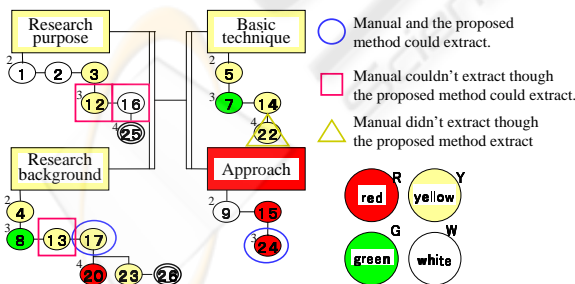 Research
purpose
2
1
2
3
3
12
16
4
25
Research
background
2
4
3
8
13
17
4
20
23
26
Basic
technique
2
5
3
7
14
4
22
Approach
2
9
15
3
24
Manual and the proposed
method could extract.
Manual couldn't extract though
the proposed method could extract.
Manual didn't extract though
the proposed method extract
R
red
Y
yellow
G
green
W
white